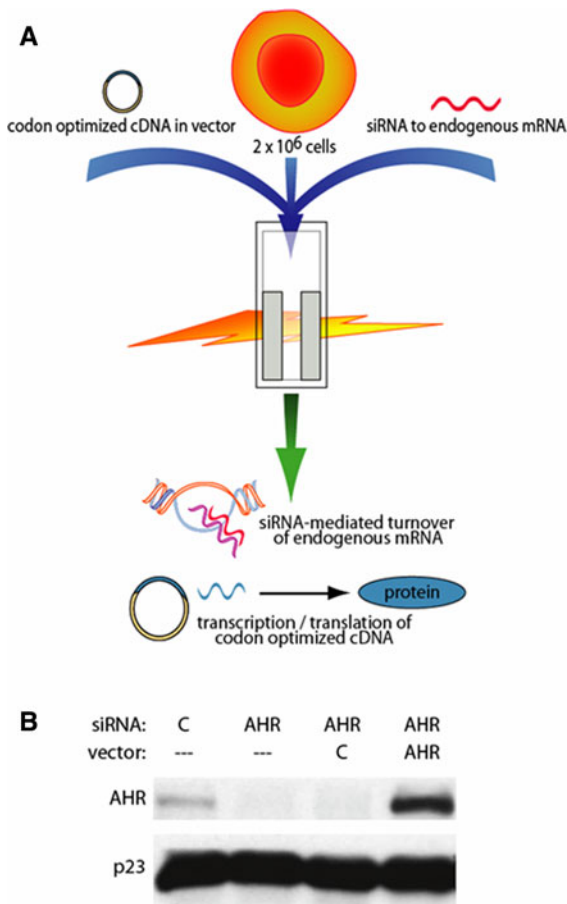 A
codon optimized cDNA in vector
2 x 10⁶ cells
siRNA to endogenous mRNA
siRNA-mediated turnover
of endogenous mRNA
protein
transcription / translation of
codon optimized cDNA
B
siRNA: C AHR AHR AHR
vector: --- --- C AHR
AHR
p23